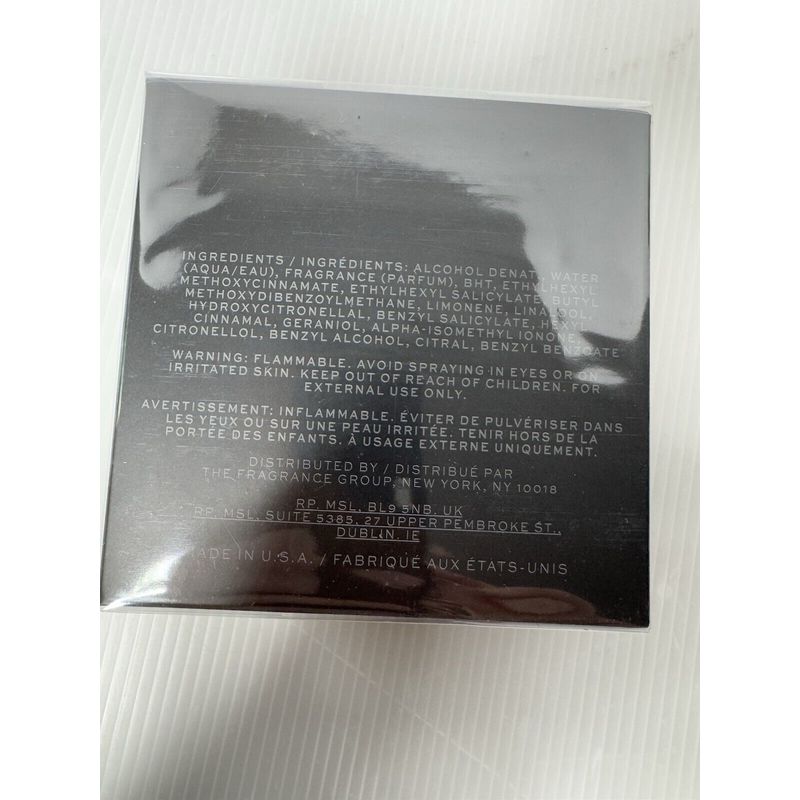 INGREDIENTS / INGRÉDIENTS: ALCOHOL DENAT., WATER
(AQUA/EAU), FRAGRANCE (PARFUM), BHT, ETHYLHEXYL
METHOXYCINNAMATE, ETHYLHEXYL SALICYLATE, BUTYL
METHOXYDIBENZOYLMETHANE, LIMONENE, LINALOOL,
HYDROXYCITRONELLAL, BENZYL SALICYLATE, HEXYL
CINNAMAL, GERANIOL, ALPHA-ISOMETHYL IONONE,
CITRONELLOL, BENZYL ALCOHOL, CITRAL, BENZYL BENZOATE
WARNING: FLAMMABLE. AVOID SPRAYING IN EYES OR ON
IRRITATED SKIN. KEEP OUT OF REACH OF CHILDREN. FOR
EXTERNAL USE ONLY.
AVERTISSEMENT: INFLAMMABLE. ÉVITER DE PULVÉRISER DANS
LES YEUX OU SUR UNE PEAU IRRITÉE. TENIR HORS DE LA
PORTÉE DES ENFANTS. À USAGE EXTERNE UNIQUEMENT.
DISTRIBUTED BY / DISTRIBUÉ PAR
THE FRAGRANCE GROUP, NEW YORK, NY 10018
RP. MSL, BL9 5NB. UK
RP. MSL, SUITE 5385, 27 UPPER PEMBROKE ST.,
DUBLIN, IE
MADE IN U.S.A. / FABRIQUÉ AUX ÉTATS-UNIS